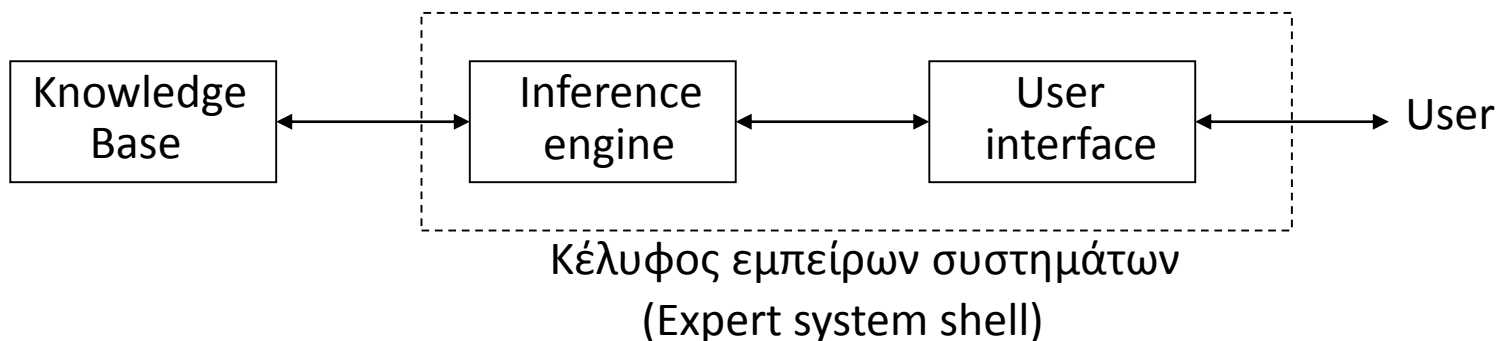 Knowledge
Base
Inference
engine
User
interface
User
Κέλυφος εμπείρων συστημάτων
(Expert system shell)